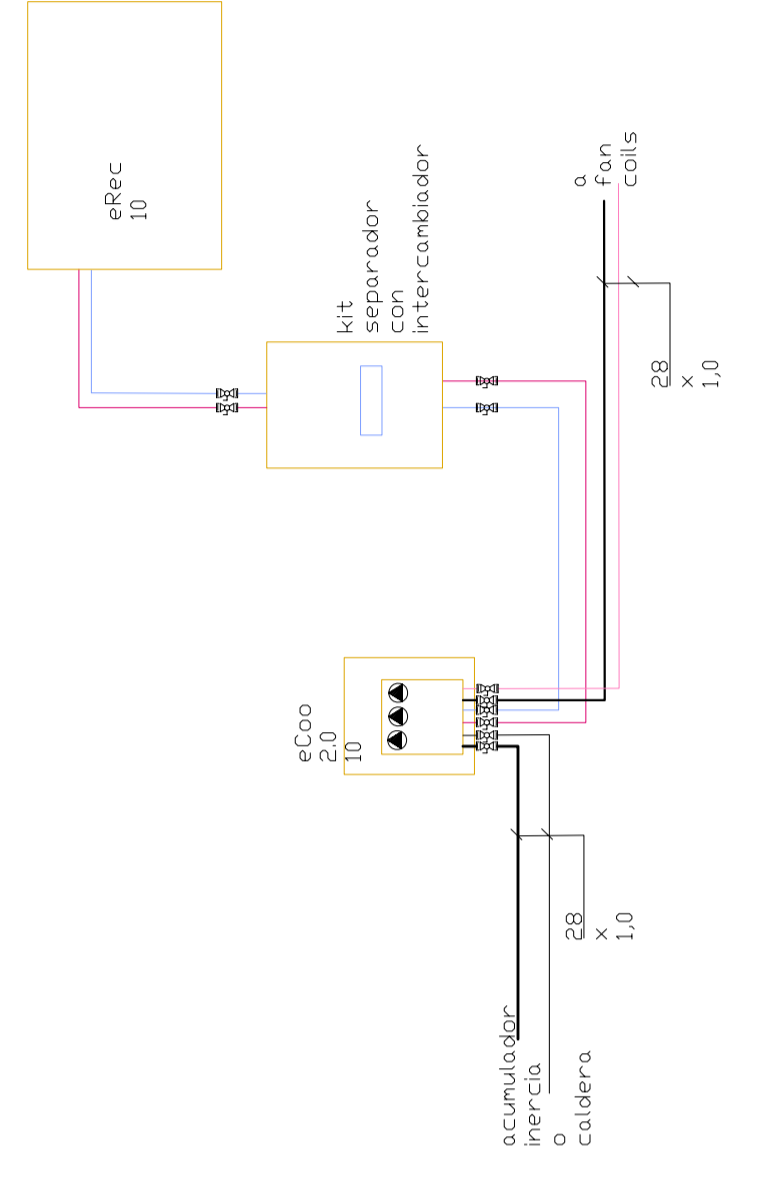 eRec
10
kit
separador
con
intercambiador
a
fan
coils
28
x
1,0
eCoo
2.0
10
28
x
1,0
acumulador
inercia
o
caldera